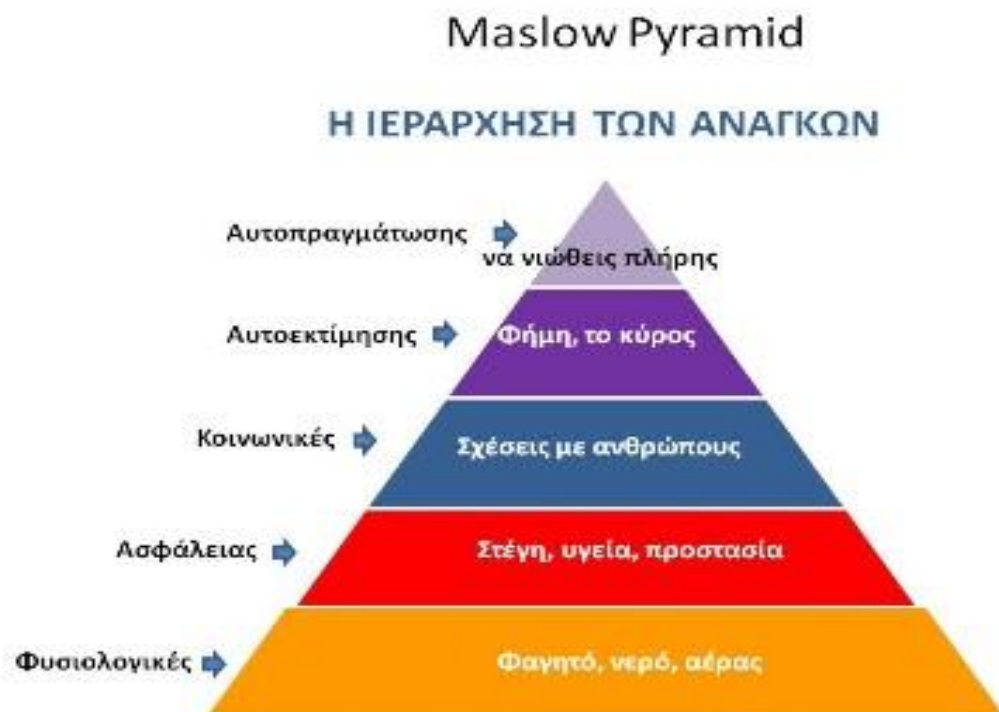 Maslow Pyramid
Η ΙΕΡΑΡΧΗΣΗ ΤΩΝ ΑΝΑΓΚΩΝ
Αυτοπραγμάτωσης
να νιώθεις πλήρης
Αυτοεκτίμησης
Φήμη, το κύρος
Κοινωνικές
Σχέσεις με ανθρώπους
Ασφάλειας
Στέγη, υγεία, προστασία
Φυσιολογικές
Φαγητό, νερό, αέρας